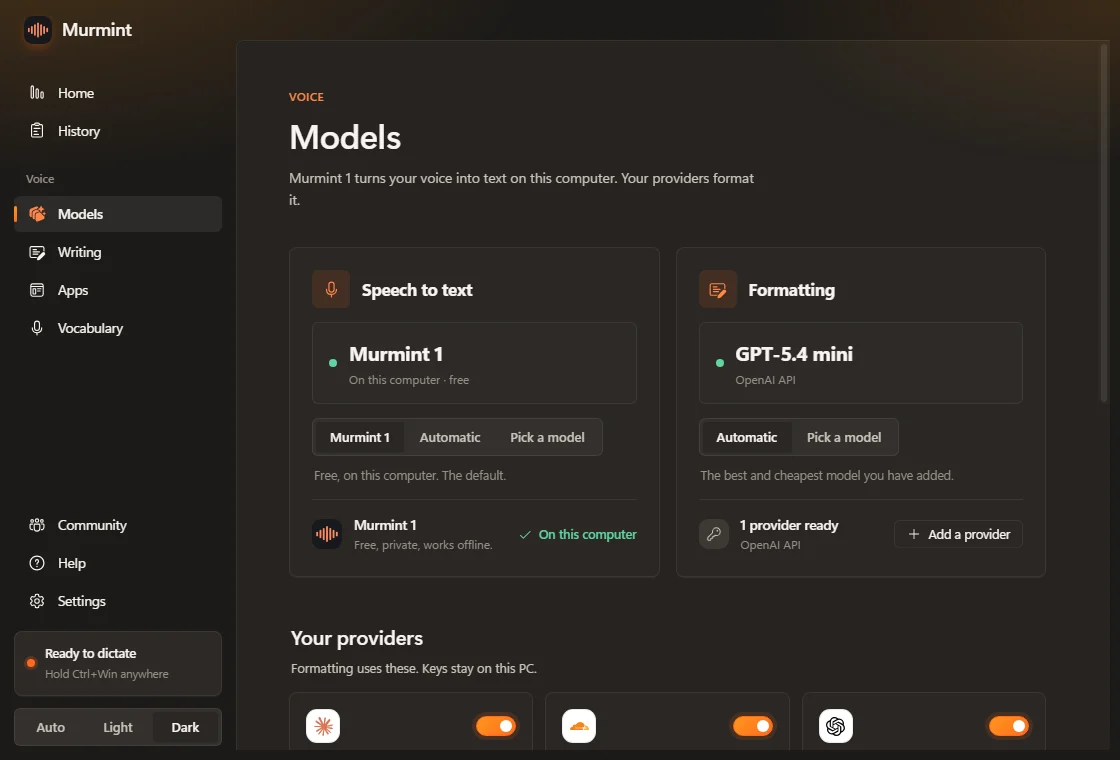 Murmint
Home
History
Voice
Models
Writing
Apps
Vocabulary
Community
Help
Settings
Ready to dictate
Hold Ctrl+Win anywhere
Auto Light Dark
VOICE
Models
Murmint 1 turns your voice into text on this computer. Your providers format
it.
Speech to text
Murmint 1
On this computer · free
Murmint 1 Automatic Pick a model
Free, on this computer. The default.
Murmint 1
Free, private, works offline.
On this computer
Formatting
GPT-5.4 mini
OpenAI API
Automatic Pick a model
The best and cheapest model you have added.
1 provider ready
OpenAI API
Add a provider
Your providers
Formatting uses these. Keys stay on this PC.